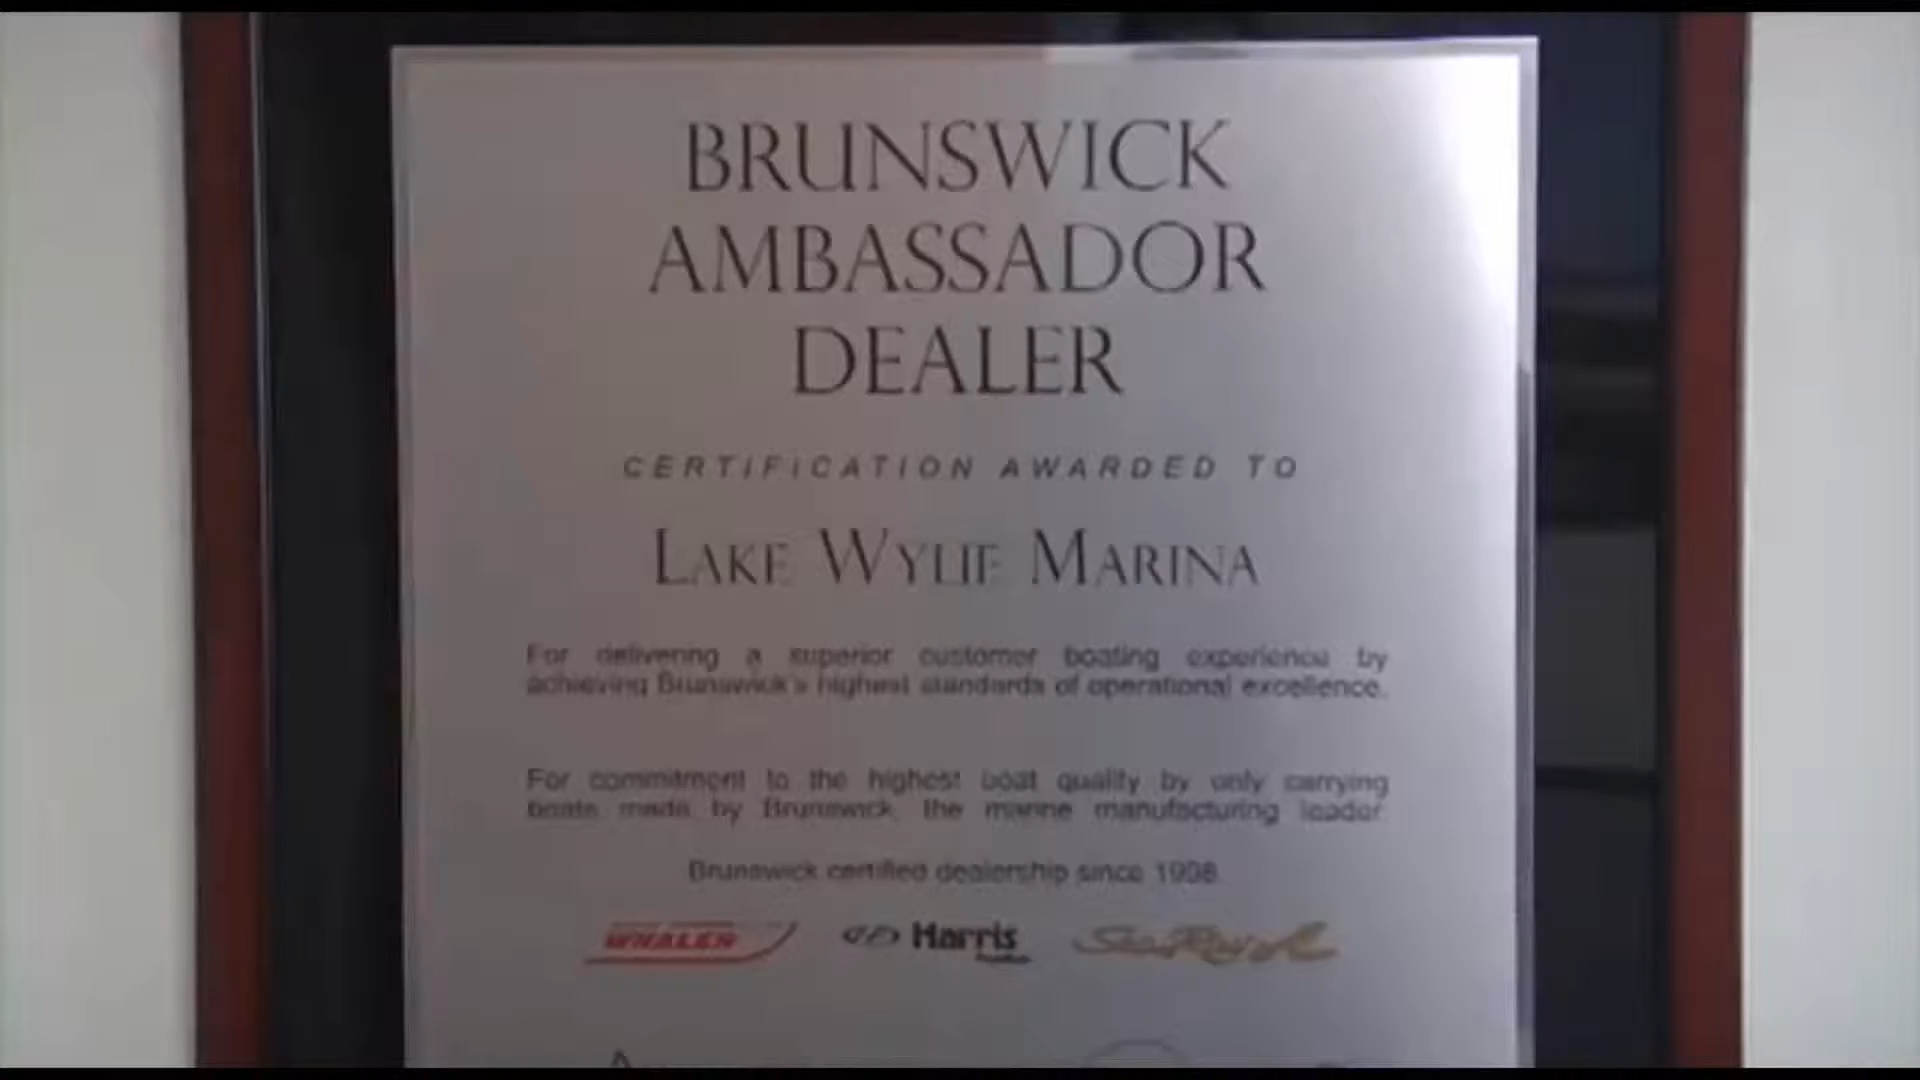 BRUNSWICK
AMBASSADOR
DEALER
CERTIFICATION AWARDED TO
LAKE WYLIE MARINA
For delivering a superior customer boating experience by
achieving Brunswick's highest standards of operational excellence.
For commitment to the highest boat quality by only carrying
boats made by Brunswick, the marine manufacturing leader.
Brunswick certified dealership since
WHALER
Harris
Sea Ray